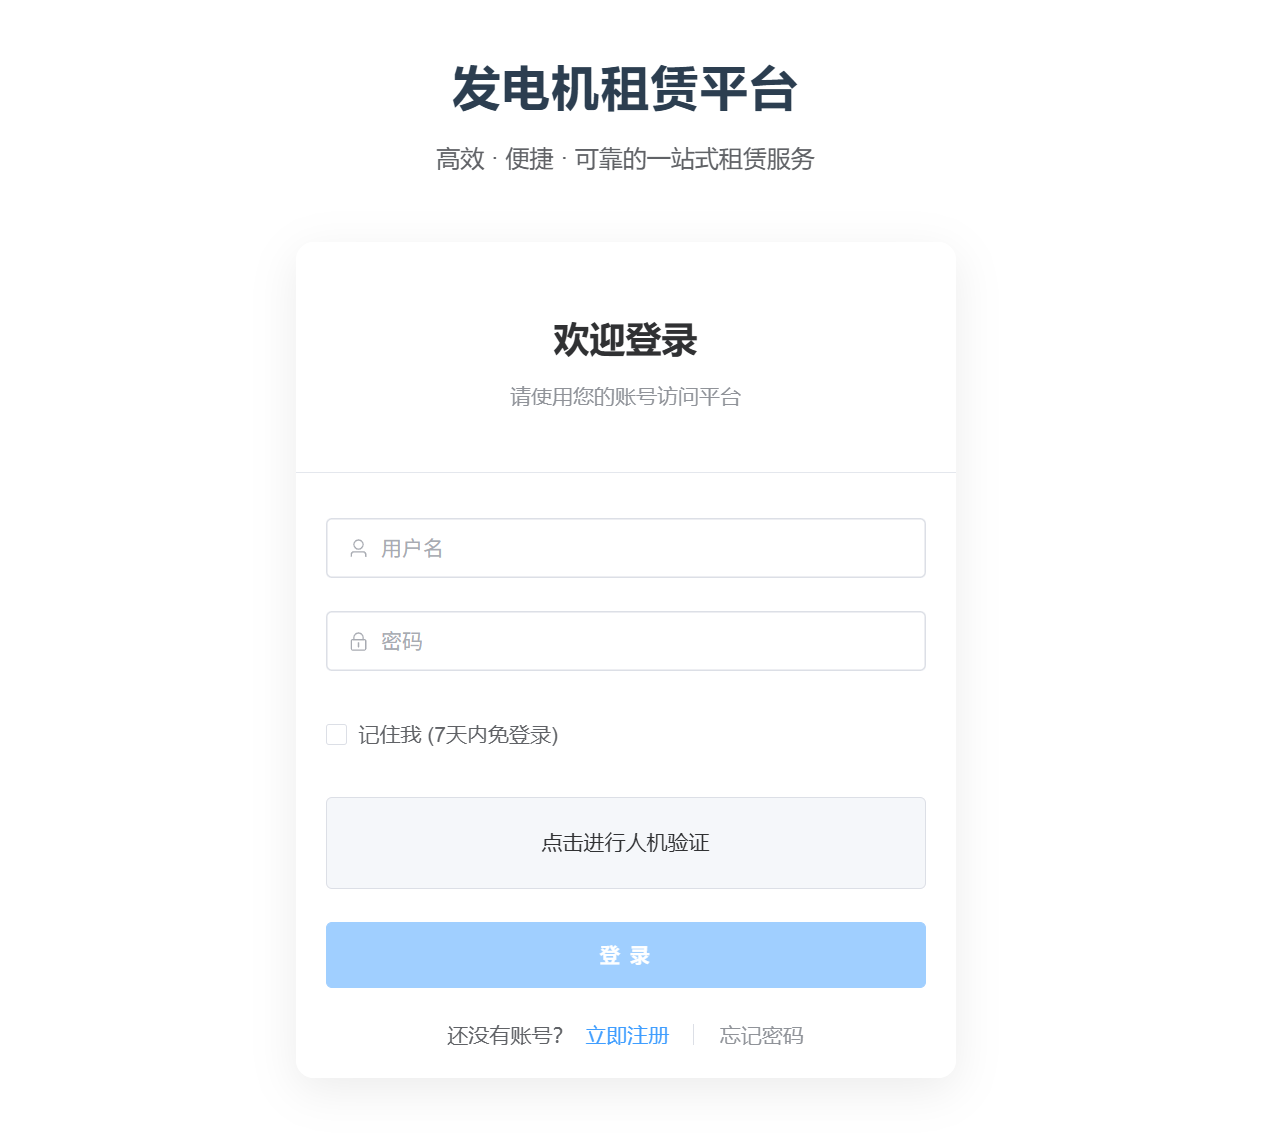 发电机租赁平台
高效 · 便捷 · 可靠的一站式租赁服务
欢迎登录
请使用您的账号访问平台
用户名
密码
记住我 (7天内免登录)
点击进行人机验证
登 录
还没有账号? 立即注册 忘记密码